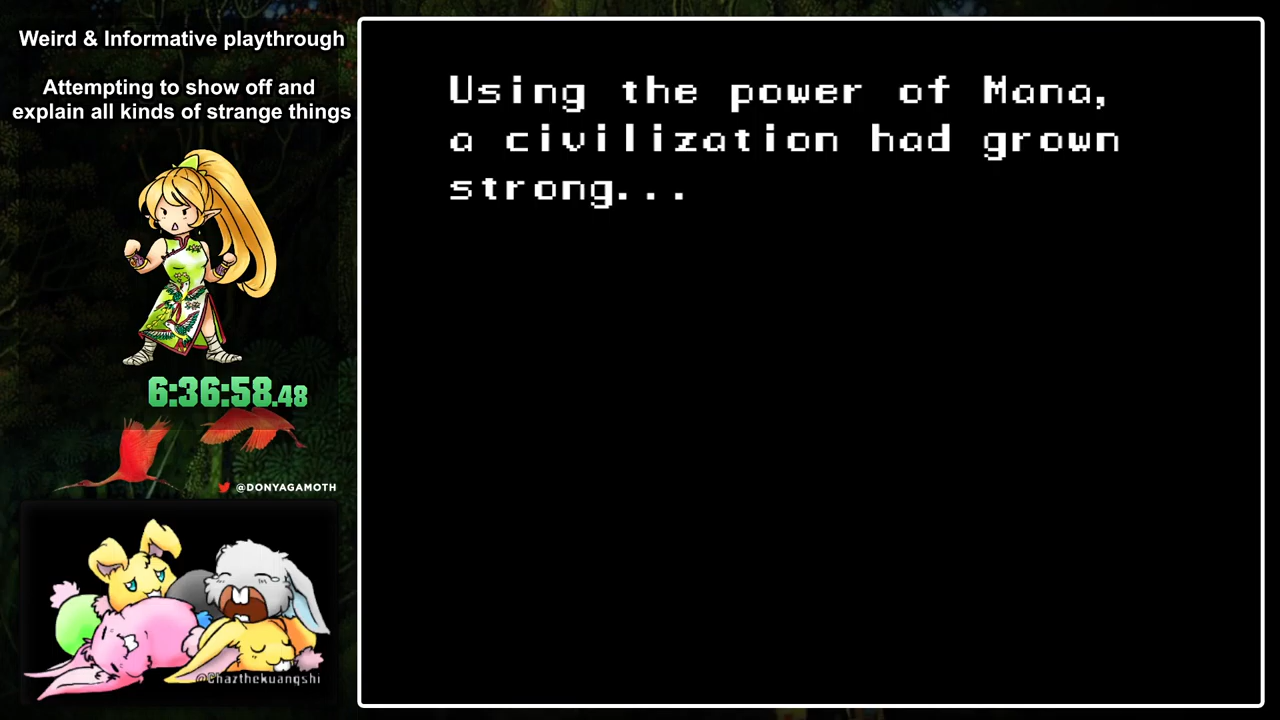 Weird & Informative playthrough
Attempting to show off and
explain all kinds of strange things
6:36:58.48
@DONYAGAMOTH
@Chazthekuangshi
Using the power of Mana,
a civilization had grown
strong...